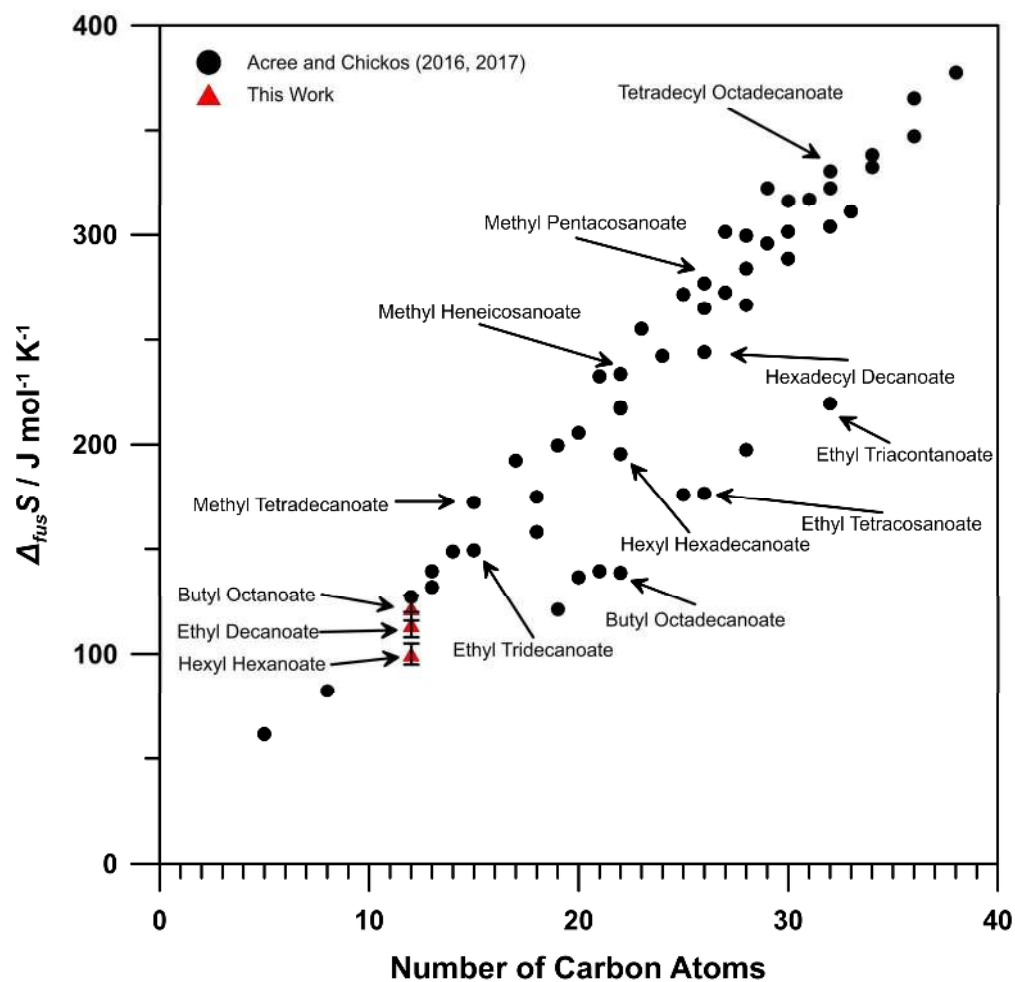 400
Acree and Chickos (2016, 2017)
This Work
Tetradecyl Octadecanoate
Methyl Pentacosanoate
300
Methyl Heneicosanoate
Hexadecyl Decanoate
Δfus S / J mol-1 K-1
200
Ethyl Triacontanoate
Methyl Tetradecanoate
Ethyl Tetracosanoate
Hexyl Hexadecanoate
Butyl Octanoate
Butyl Octadecanoate
Ethyl Decanoate
Ethyl Tridecanoate
100
Hexyl Hexanoate
0
0 10 20 30 40
Number of Carbon Atoms